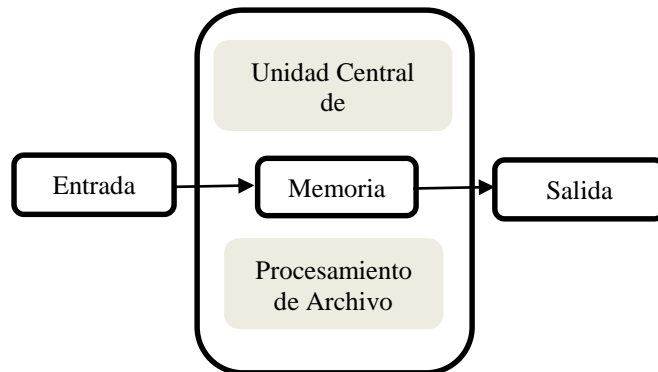 Unidad Central
de
Entrada
Memoria
Salida
Procesamiento
de Archivo